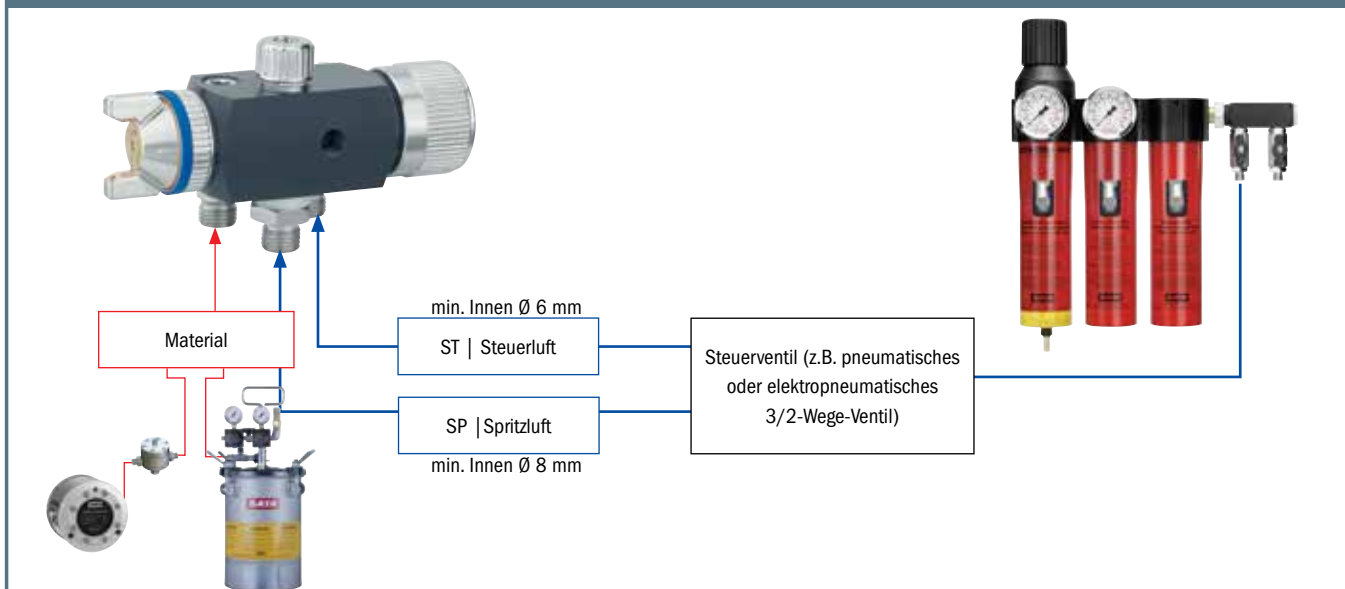 min. Innen Ø 6 mm
ST | Steuerluft
Material
Steuerventil (z.B. pneumatisches
oder elektropneumatisches
3/2-Wege-Ventil)
SP | Spritzluft
min. Innen Ø 8 mm
SATA